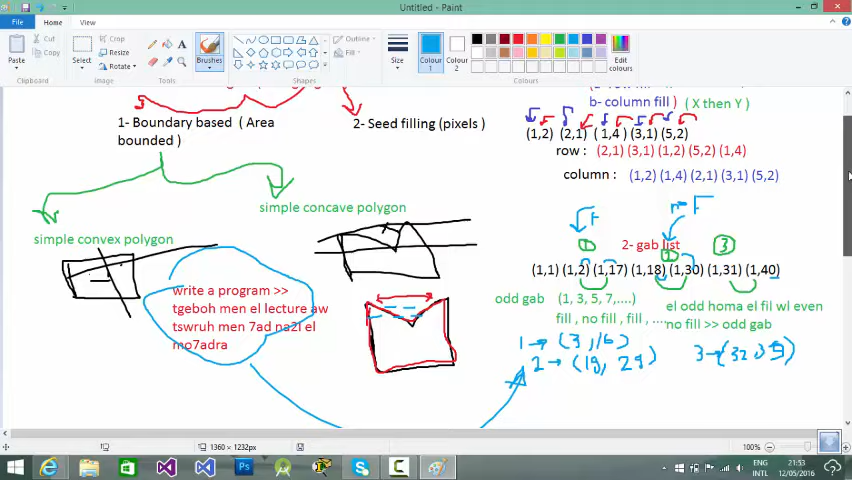 Untitled - Paint
File
Home
View
Paste
Cut
Copy
Clipboard
Select
Crop
Resize
Rotate
Image
Tools
Brushes
Shapes
Outline
Fill
Size
Colour 1
Colour 2
Edit colours
Colours
1- Boundary based ( Area
bounded )
2- Seed filling (pixels )
simple convex polygon
simple concave polygon
write a program >>
tgeboh men el lecture aw
tswruh men 7ad na2l el
mo7adra
b- column fill ) ( X then Y )
(1,2) (2,1) ( 1,4) (3,1) (5,2)
row : (2,1) (3,1) (1,2) (5,2) (1,4)
column : (1,2) (1,4) (2,1) (3,1) (5,2)
F
F
2- gab list
1
2
3
(1,1) (1,2) (1,17) (1,18) (1,30) (1,31) (1,40)
odd gab (1, 3, 5, 7,....)
fill , no fill , fill , ....
el odd homa el fil wl even
no fill >> odd gab
1 → (3 , 16)
2 → (19, 29)
1360 × 1232px
100%
ENG
INTL
21:53
12/05/2016